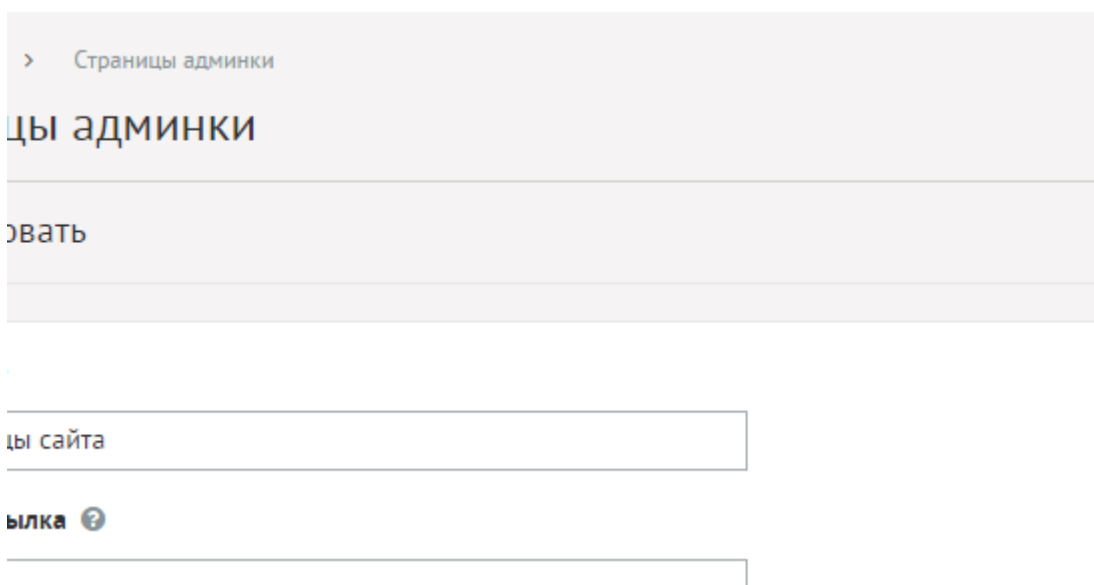 > Страницы админки
цы админки
овать
цы сайта
ылка ?